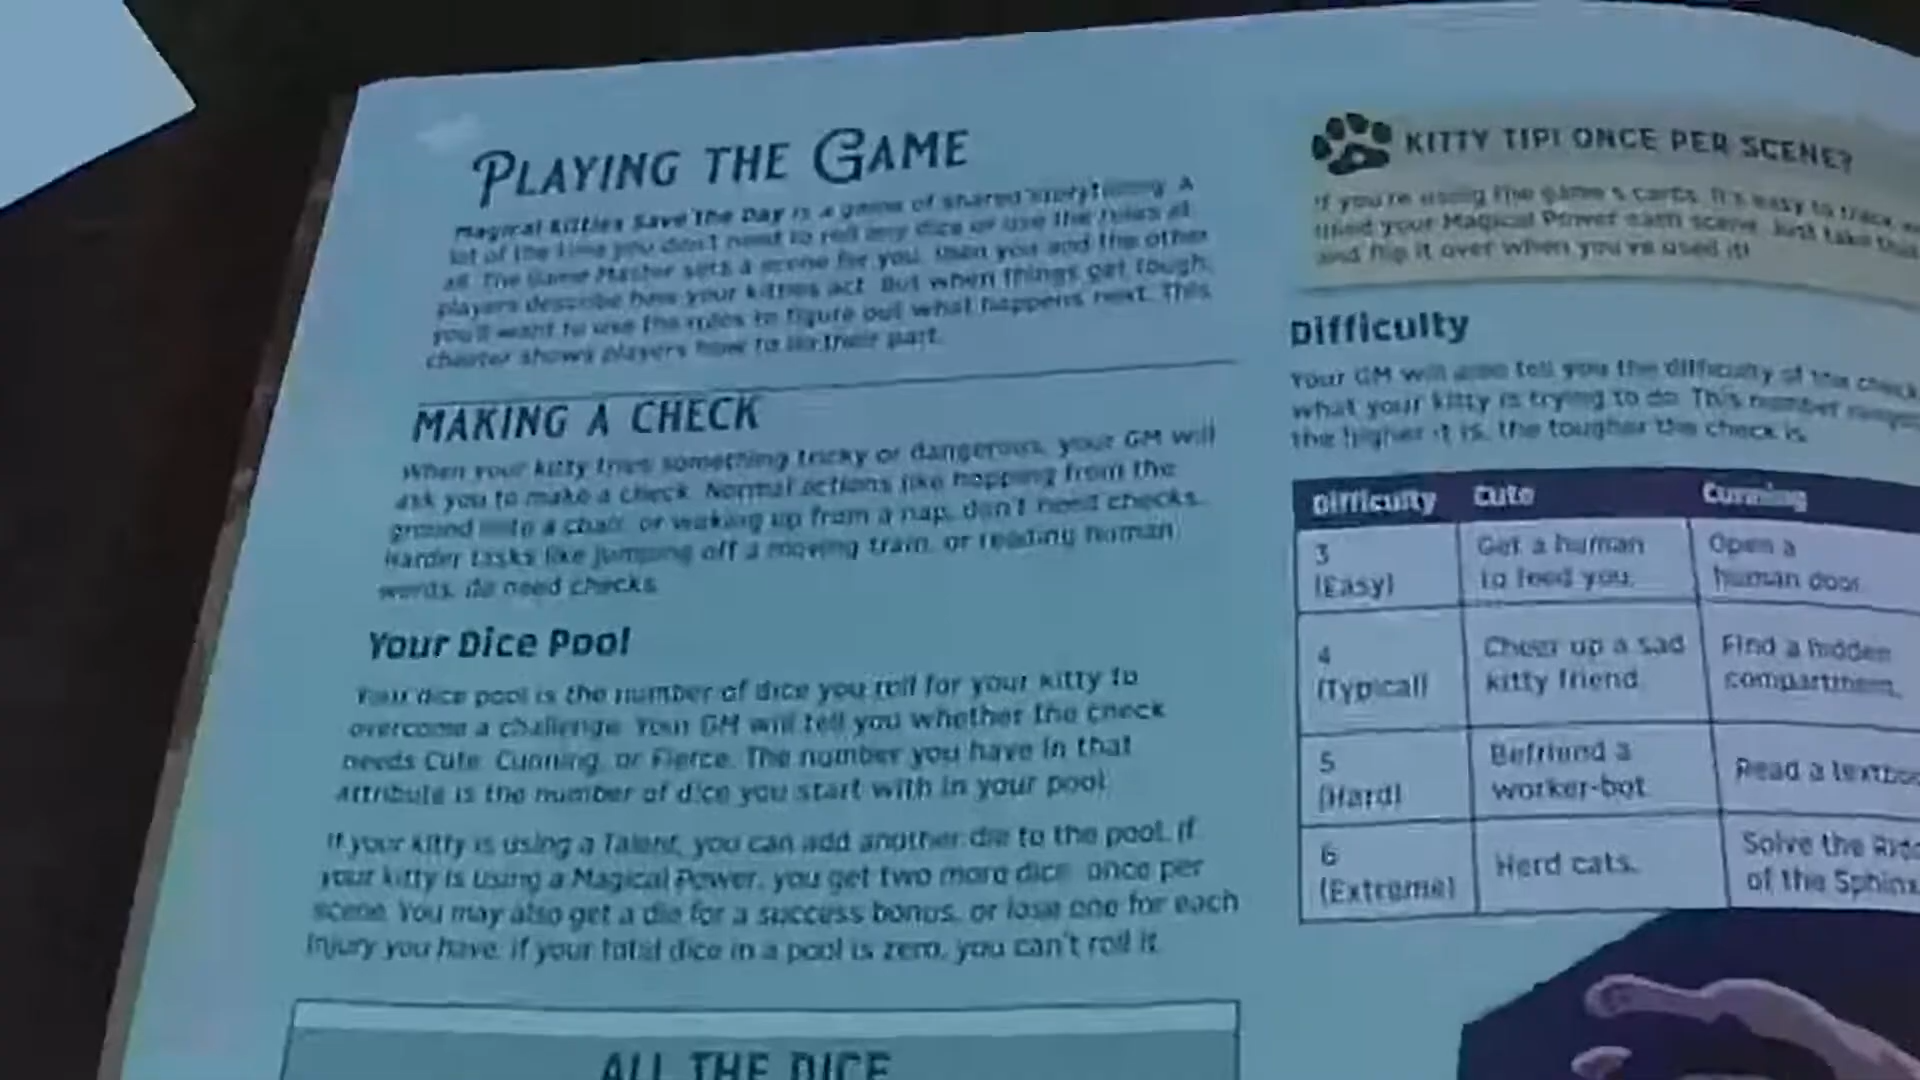 PLAYING THE GAME
Magical Kitties Save The Day is a game of shared storytelling. A
lot of the time you don't need to roll any dice or use the rules at
all. The Game Master sets a scene for you, then you and the other
players describe how your kitties act. But when things get tough,
you'll want to use the rules to figure out what happens next. This
chapter shows players how to do their part.
MAKING A CHECK
When your kitty tries something tricky or dangerous, your GM will
ask you to make a check. Normal actions like hopping from the
ground onto a chair, or waking up from a nap, don't need checks.
Harder tasks like jumping off a moving train, or reading human
words, do need checks.
Your Dice Pool
Your dice pool is the number of dice you roll for your kitty to
overcome a challenge. Your GM will tell you whether the check
needs Cute, Cunning, or Fierce. The number you have in that
Attribute is the number of dice you start with in your pool.
If your kitty is using a Talent, you can add another die to the pool. If
your kitty is using a Magical Power, you get two more dice, once per
scene. You may also get a die for a success bonus, or lose one for each
Injury you have. If your total dice in a pool is zero, you can't roll it.
ALL THE DICE
KITTY TIP! ONCE PER SCENE?
If you're using the game's cards, it's easy to track
used your Magical Power each scene. Just take
and flip it over when you've used it!
Difficulty
Your GM will also tell you the difficulty of the check
what your kitty is trying to do. This number
the higher it is, the tougher the check is.
Difficulty Cute Cunning
3 (Easy) Get a human to feed you. Open a human door.
4 (Typical) Cheer up a sad kitty friend. Find a hidden compartment.
5 (Hard) Befriend a worker-bot. Read a
6 (Extreme) Herd cats. Solve the of the